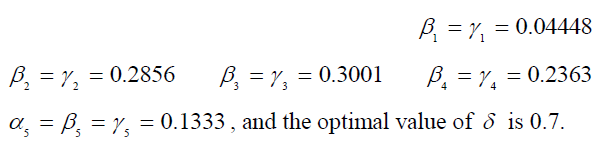 β₁ = γ₁ = 0.04448
β₂ = γ₂ = 0.2856 β₃ = γ₃ = 0.3001 β₄ = γ₄ = 0.2363
α₅ = β₅ = γ₅ = 0.1333 , and the optimal value of δ is 0.7.